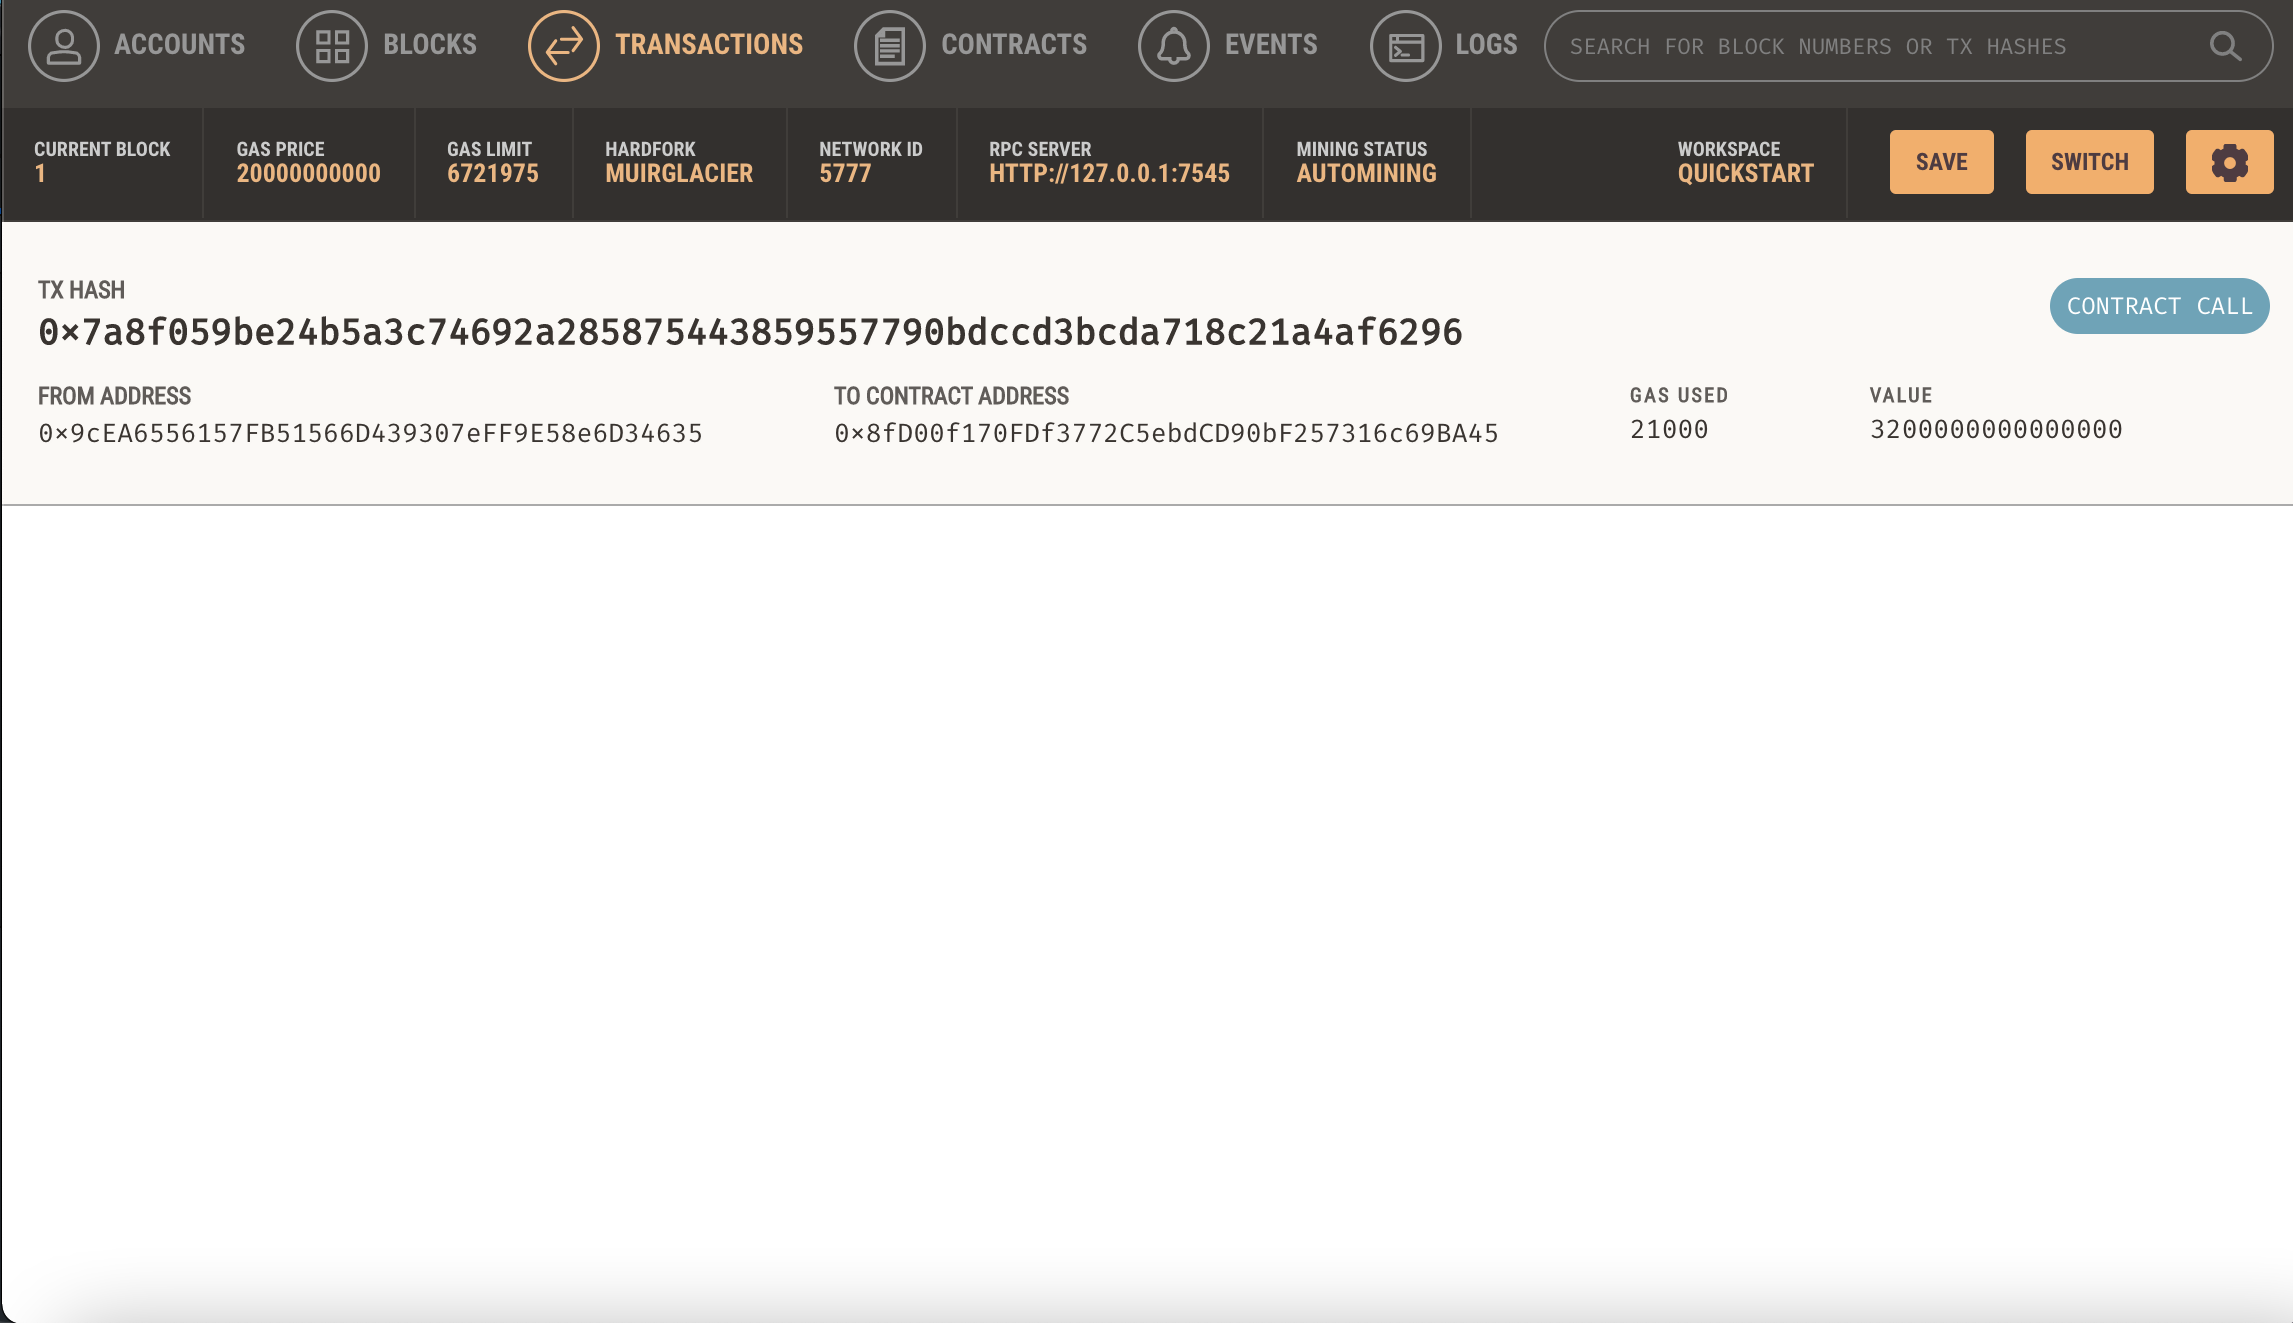 ACCOUNTS BLOCKS TRANSACTIONS CONTRACTS EVENTS LOGS SEARCH FOR BLOCK NUMBERS OR TX HASHES
CURRENT BLOCK GAS PRICE GAS LIMIT HARDFORK NETWORK ID RPC SERVER MINING STATUS WORKSPACE
1 20000000000 6721975 MUIRGLACIER 5777 HTTP://127.0.0.1:7545 AUTOMINING QUICKSTART SAVE SWITCH
TX HASH
0×7a8f059be24b5a3c74692a285875443859557790bdccd3bcda718c21a4af6296 CONTRACT CALL
FROM ADDRESS TO CONTRACT ADDRESS GAS USED VALUE
0×9cEA6556157FB51566D439307eFF9E58e6D34635 0×8fD00f170FDf3772C5ebdCD90bF257316c69BA45 21000 3200000000000000